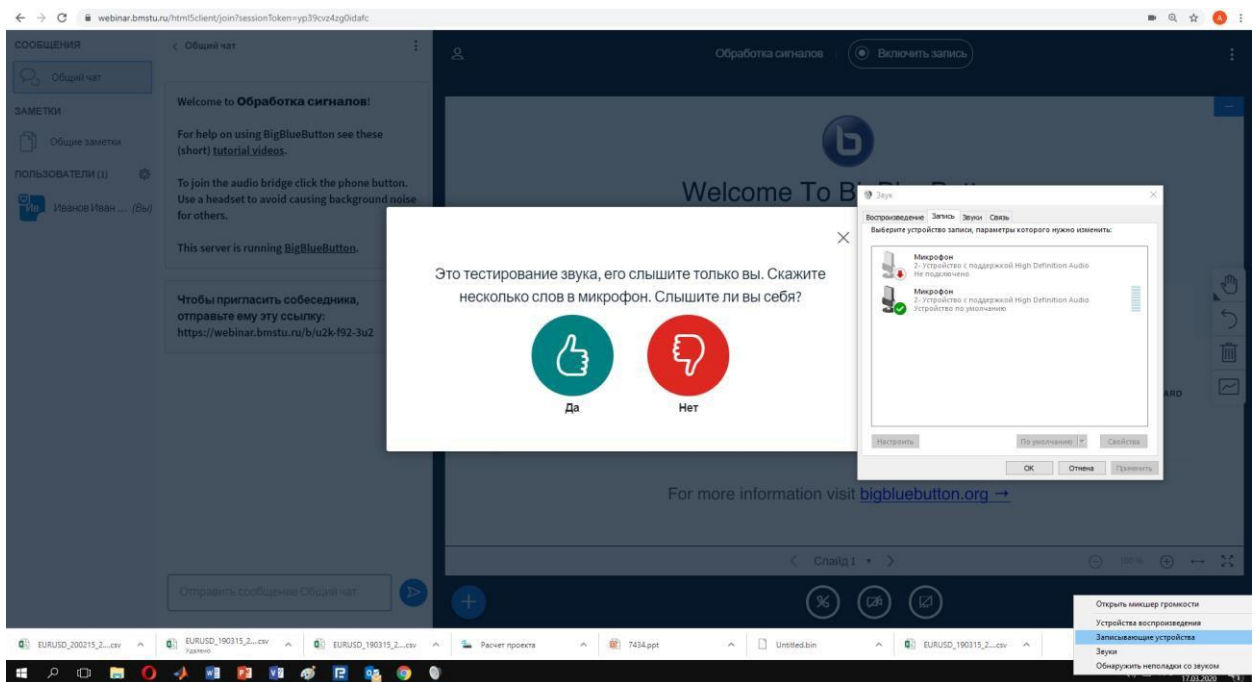 webinar.bmstu.ru/html5client/join?sessionToken=yp39cvz4zg0idafc
A
СООБЩЕНИЯ
Общий чат
ЗАМЕТКИ
Общие заметки
ПОЛЬЗОВАТЕЛИ (1)
Ив
Иванов Иван ... (Вы)
Общий чат
Welcome to Обработка сигналов!
For help on using BigBlueButton see these
(short) tutorial videos.
To join the audio bridge click the phone button.
Use a headset to avoid causing background noise
for others.
This server is running BigBlueButton.
Чтобы пригласить собеседника,
отправьте ему эту ссылку:
https://webinar.bmstu.ru/b/u2k-f92-3u2
Отправить сообщение Общий чат
Обработка сигналов
Включить запись
b
Welcome To B
For more information visit bigbluebutton.org →
Слайд 1
100%
Это тестирование звука, его слышите только вы. Скажите
несколько слов в микрофон. Слышите ли вы себя?
Да
Нет
Звук
Воспроизведение Запись Звуки Связь
Выберите устройство записи, параметры которого нужно изменить:
Микрофон
2- Устройство с поддержкой High Definition Audio
Не подключено
Микрофон
2- Устройство с поддержкой High Definition Audio
Устройство по умолчанию
Настроить
По умолчанию
Свойства
OK
Отмена
Применить
ARD
Открыть микшер громкости
Устройства воспроизведения
Записывающие устройства
Звуки
Обнаружить неполадки со звуком
EURUSD_200215_2....csv
EURUSD_190315_2....csv
Удалено
EURUSD_190315_2....csv
Расчет проекта
7434.ppt
Untitled.bin
EURUSD_190315_2....csv
17.03.2020